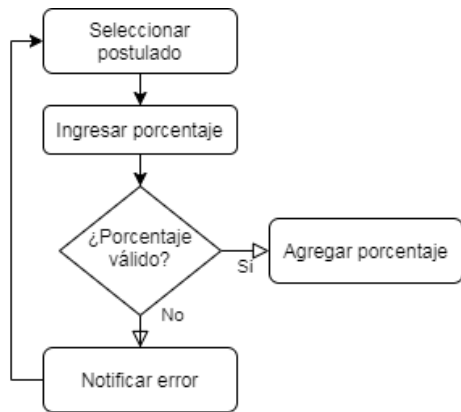 Seleccionar
postulado
Ingresar porcentaje
¿Porcentaje
válido?
Sí
Agregar porcentaje
No
Notificar error